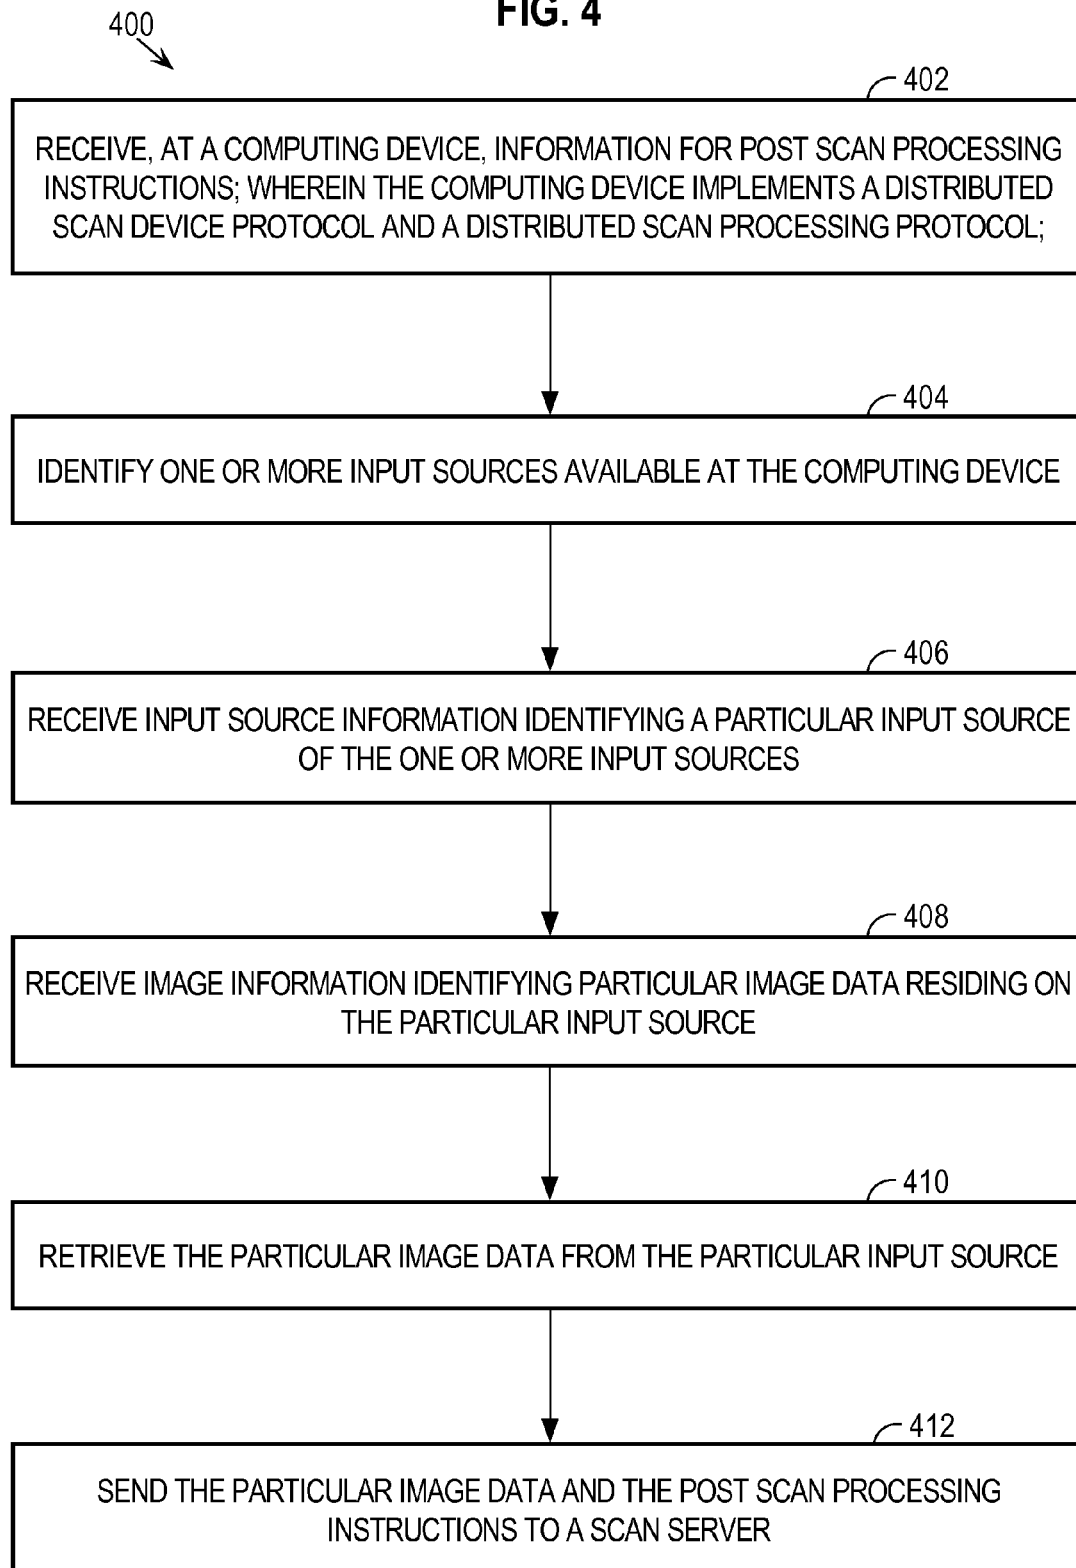 FIG. 4
400
402
RECEIVE, AT A COMPUTING DEVICE, INFORMATION FOR POST SCAN PROCESSING
INSTRUCTIONS; WHEREIN THE COMPUTING DEVICE IMPLEMENTS A DISTRIBUTED
SCAN DEVICE PROTOCOL AND A DISTRIBUTED SCAN PROCESSING PROTOCOL;
404
IDENTIFY ONE OR MORE INPUT SOURCES AVAILABLE AT THE COMPUTING DEVICE
406
RECEIVE INPUT SOURCE INFORMATION IDENTIFYING A PARTICULAR INPUT SOURCE
OF THE ONE OR MORE INPUT SOURCES
408
RECEIVE IMAGE INFORMATION IDENTIFYING PARTICULAR IMAGE DATA RESIDING ON
THE PARTICULAR INPUT SOURCE
410
RETRIEVE THE PARTICULAR IMAGE DATA FROM THE PARTICULAR INPUT SOURCE
412
SEND THE PARTICULAR IMAGE DATA AND THE POST SCAN PROCESSING
INSTRUCTIONS TO A SCAN SERVER